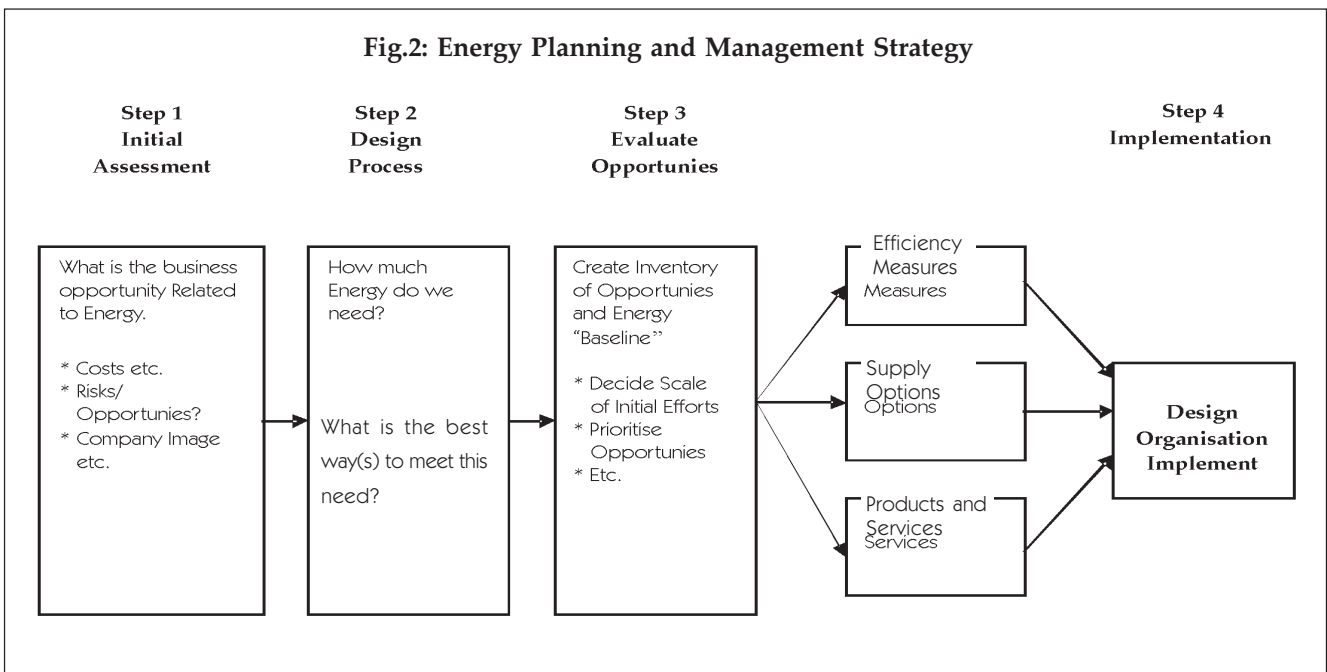 Fig.2: Energy Planning and Management Strategy
Step 1
Initial
Assessment
Step 2
Design
Process
Step 3
Evaluate
Opportunies
Step 4
Implementation
What is the business
opportunity Related
to Energy.
* Costs etc.
* Risks/
Opportunies?
* Company Image
etc.
How much
Energy do we
need?
What is the best
way(s) to meet this
need?
Create Inventory
of Opportunies
and Energy
“Baseline”
* Decide Scale
of Initial Efforts
* Prioritise
Opportunies
* Etc.
Efficiency
Measures
Measures
Supply
Options
Options
Products and
Services
Services
Design
Organisation
Implement